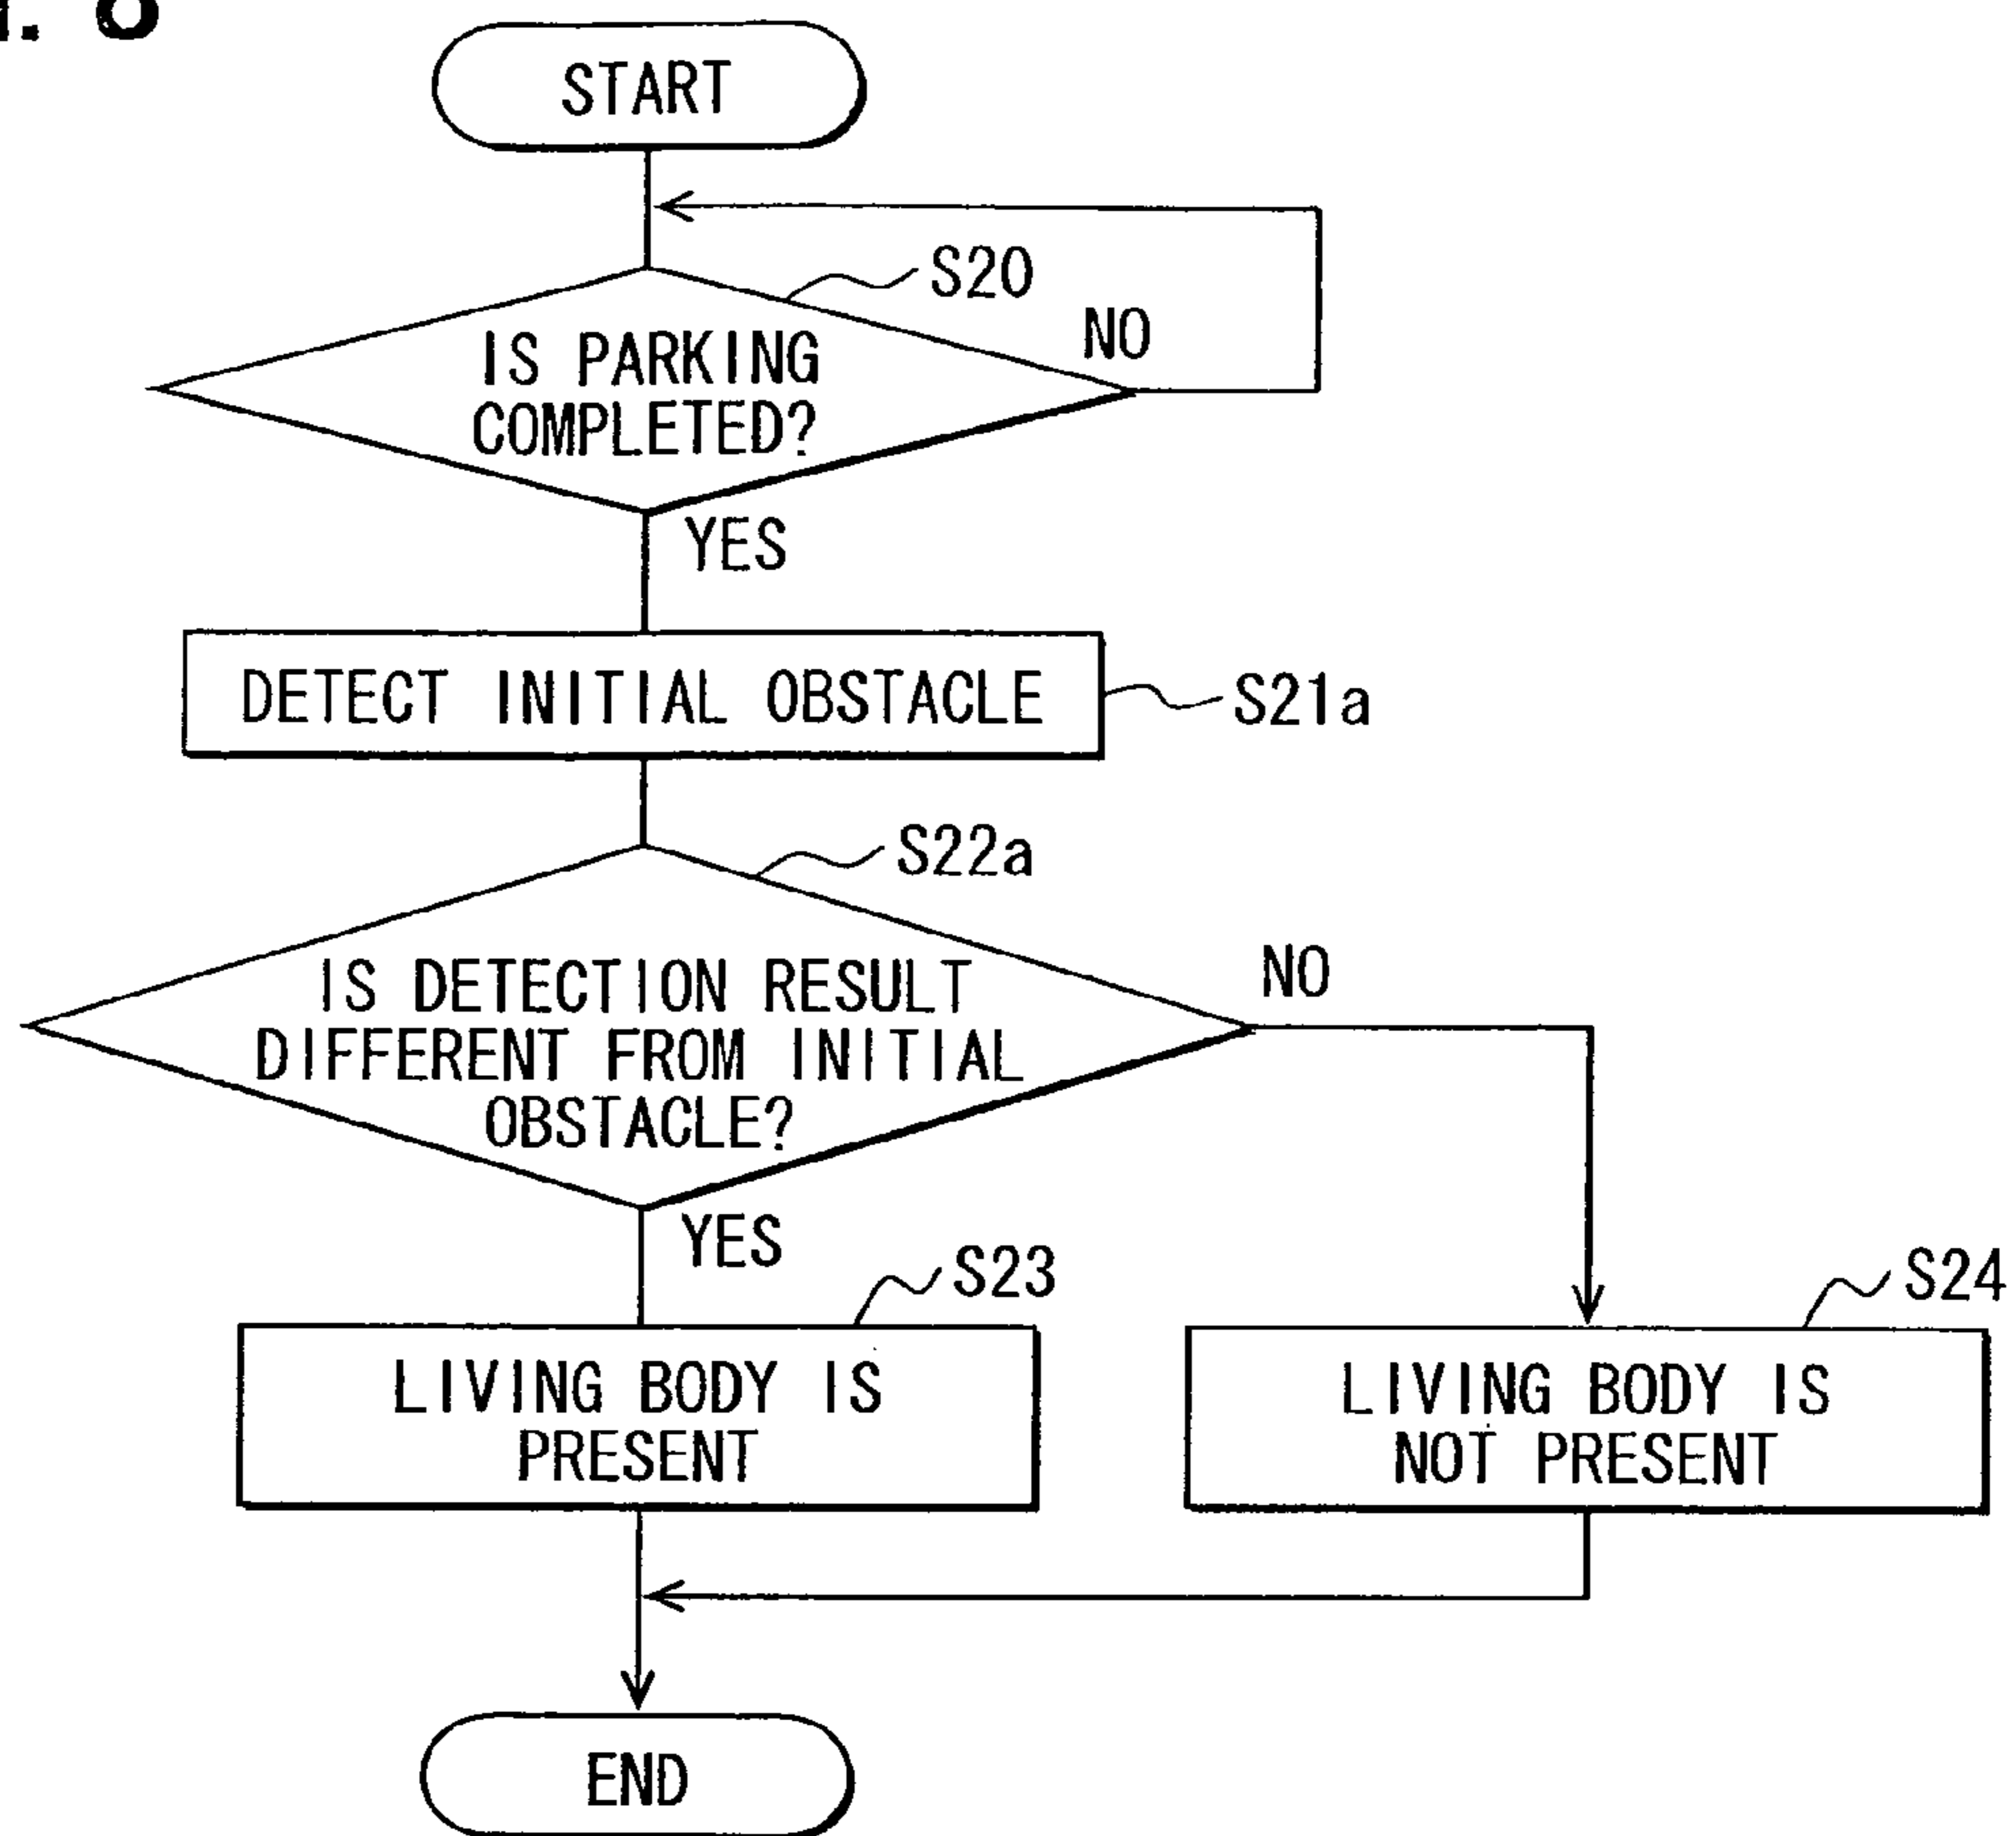 START
S20
NO
IS PARKING
COMPLETED?
YES
DETECT INITIAL OBSTACLE
S21a
S22a
NO
IS DETECTION RESULT
DIFFERENT FROM INITIAL
OBSTACLE?
YES
S23
S24
LIVING BODY IS
PRESENT
LIVING BODY IS
NOT PRESENT
END